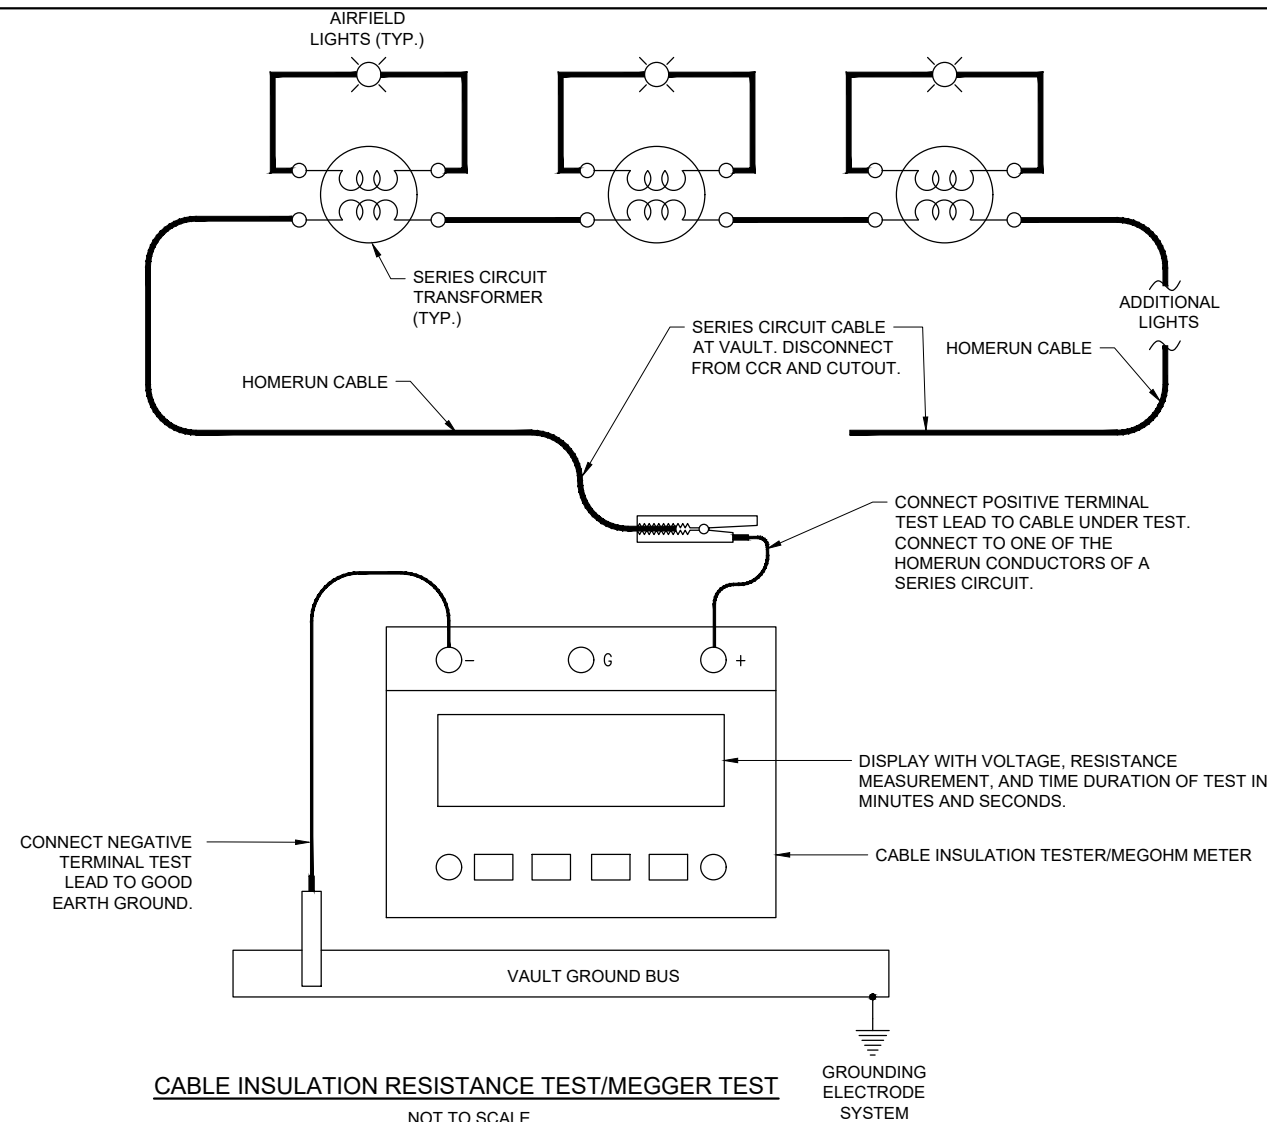 AIRFIELD
LIGHTS (TYP.)
SERIES CIRCUIT
TRANSFORMER
(TYP.)
ADDITIONAL
LIGHTS
SERIES CIRCUIT CABLE
AT VAULT. DISCONNECT
FROM CCR AND CUTOUT.
HOMERUN CABLE
HOMERUN CABLE
CONNECT POSITIVE TERMINAL
TEST LEAD TO CABLE UNDER TEST.
CONNECT TO ONE OF THE
HOMERUN CONDUCTORS OF A
SERIES CIRCUIT.
- G +
DISPLAY WITH VOLTAGE, RESISTANCE
MEASUREMENT, AND TIME DURATION OF TEST IN
MINUTES AND SECONDS.
CONNECT NEGATIVE
TERMINAL TEST
LEAD TO GOOD
EARTH GROUND.
CABLE INSULATION TESTER/MEGOHM METER
VAULT GROUND BUS
GROUNDING
ELECTRODE
SYSTEM
CABLE INSULATION RESISTANCE TEST/MEGGER TEST
NOT TO SCALE